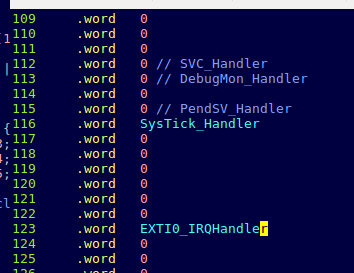 109 .word 0
(1
110 .word 0
111 .word 0
| 112 .word 0 // SVC_Handler
113 .word 0 // DebugMon_Handler
114 .word 0
115 .word 0 // PendSV_Handler
{ 116 .word SysTick_Handler
; 117 .word 0
; 118 .word 0
; 119 .word 0
120 .word 0
cl 121 .word 0
122 .word 0
123 .word EXTI0_IRQHandler
124 .word 0
125 .word 0
126 .word 0